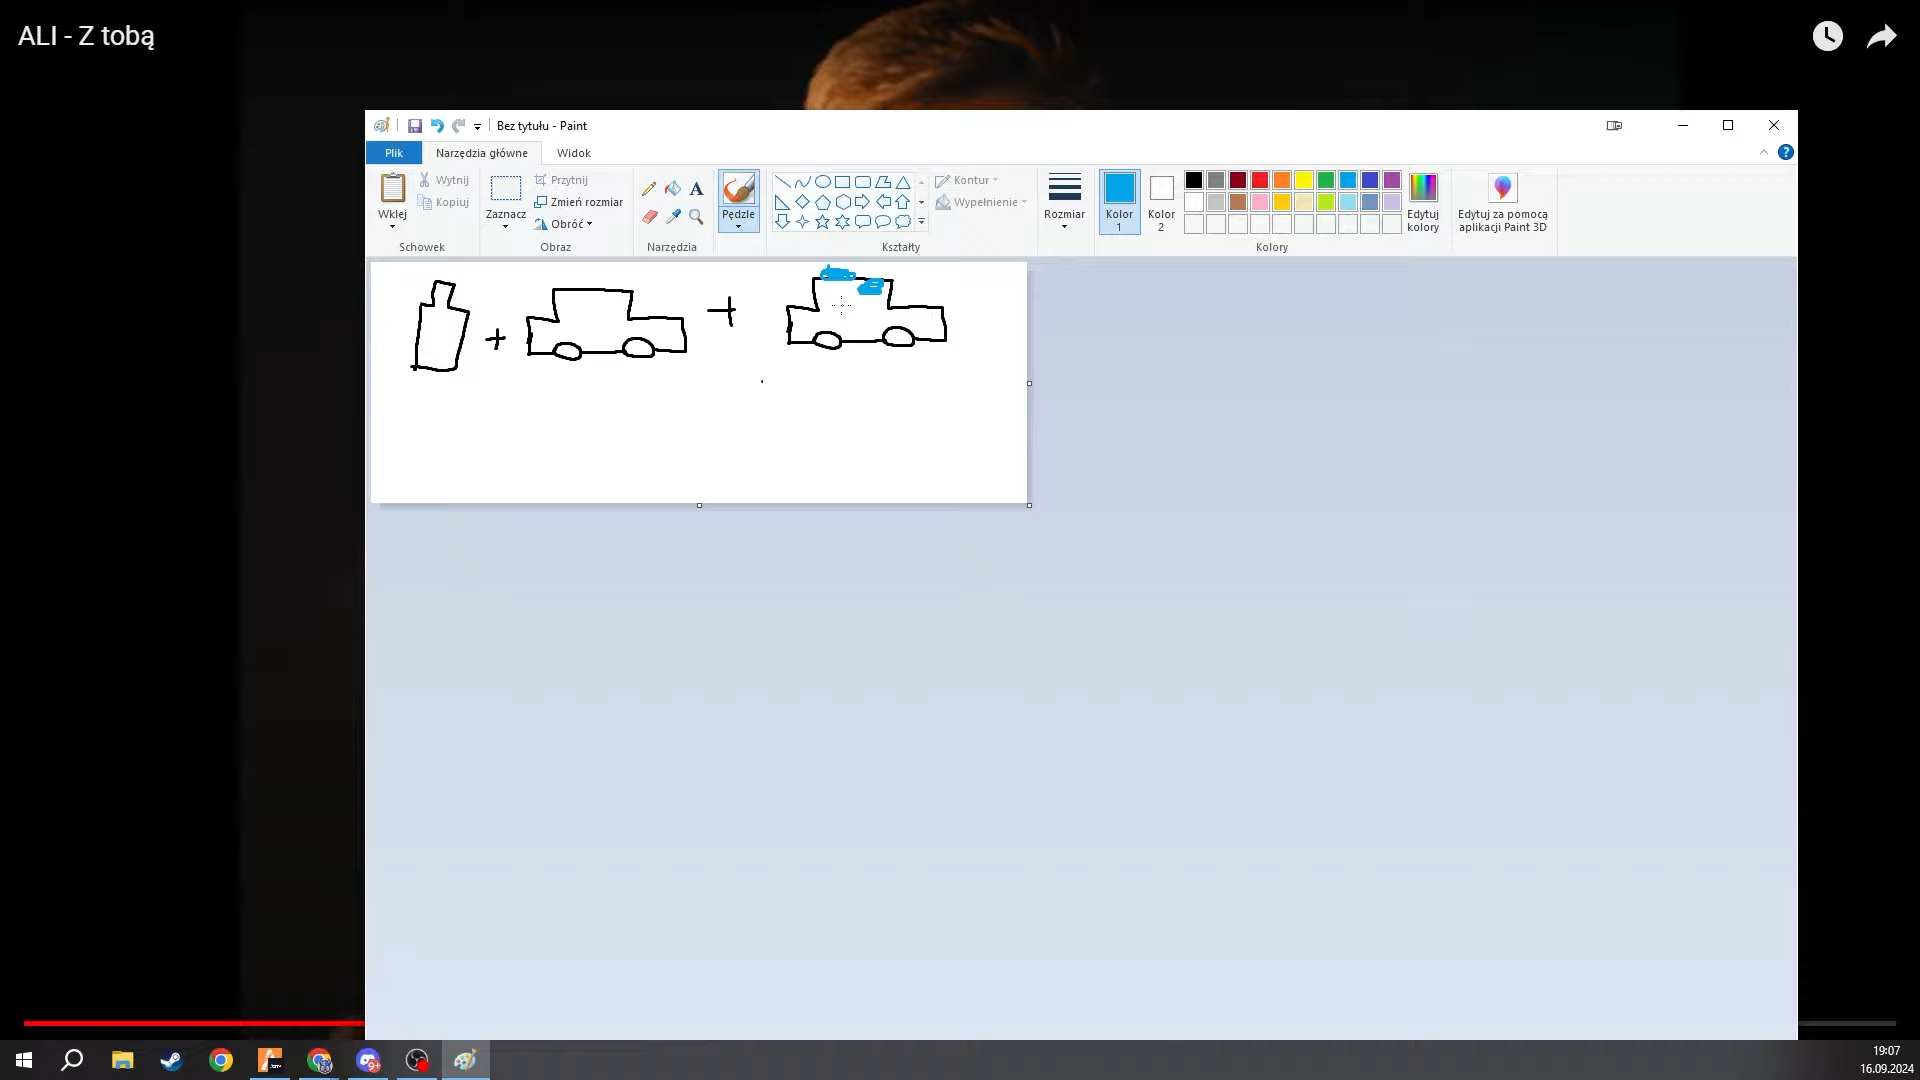 ALI - Z tobą
Bez tytułu - Paint
Plik
Narzędzia główne
Widok
Wklej
Wytnij
Kopiuj
Schowek
Zaznacz
Przytnij
Zmień rozmiar
Obróć
Obraz
Narzędzia
Pędzle
Kształty
Kontur
Wypełnienie
Rozmiar
Kolor
1
Kolor
2
Edytuj
kolory
Kolory
Edytuj za pomocą
aplikacji Paint 3D
+
+
9+
19:07
16.09.2024